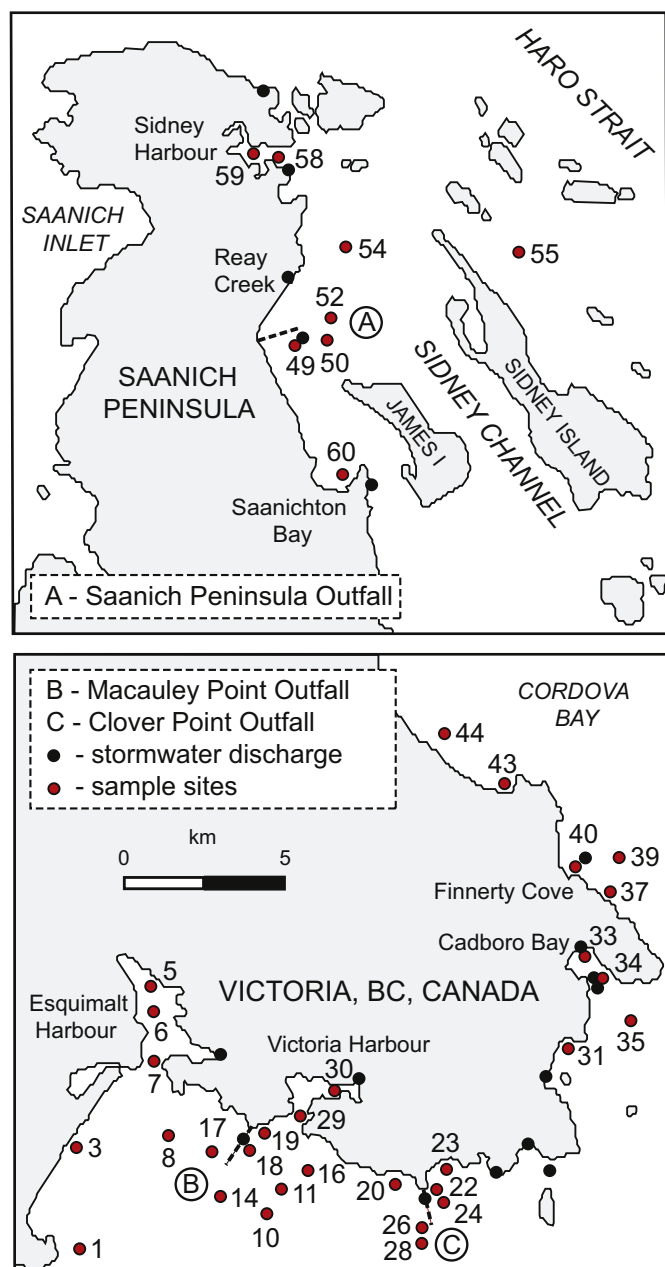 HARO STRAIT
Sidney
Harbour
58
59
SAANICH
INLET
54
55
Reay
Creek
52
A
49
50
SAANICH
PENINSULA
SIDNEY CHANNEL
SIDNEY ISLAND
JAMES I
60
Saanichton
Bay
A - Saanich Peninsula Outfall
B - Macauley Point Outfall
C - Clover Point Outfall
- stormwater discharge
- sample sites
CORDOVA
BAY
44
43
km
0
5
40
39
Finnerty Cove
37
Cadboro Bay
33
34
5
VICTORIA, BC, CANADA
Esquimalt
Harbour
6
35
Victoria Harbour
31
7
30
29
17
19
3
8
18
16
23
B
14
11
20
22
24
10
26
28
C
1